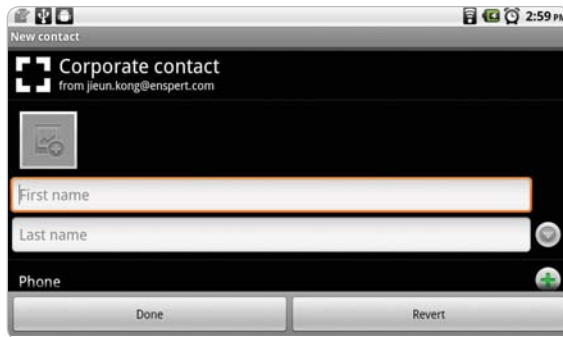 2:59 PM
New contact
Corporate contact
from jieun.kong@enspert.com
First name
Last name
Phone
Done
Revert